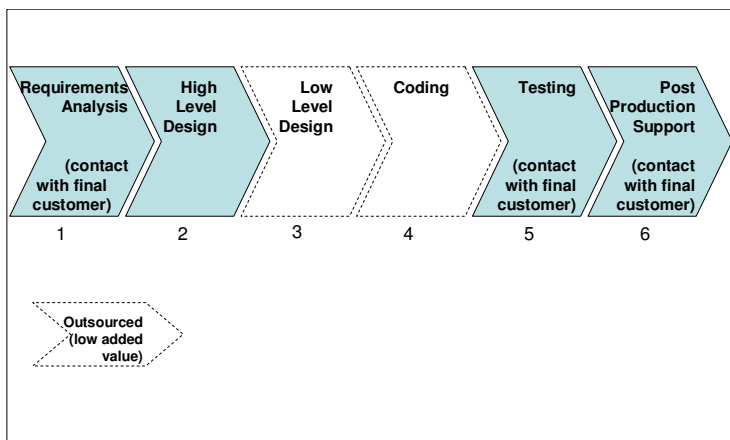 Requirements
Analysis
(contact
with final
customer)
High
Level
Design
Low
Level
Design
Coding
Testing
(contact
with final
customer)
Post
Production
Support
(contact
with final
customer)
1
2
3
4
5
6
Outsourced
(low added
value)